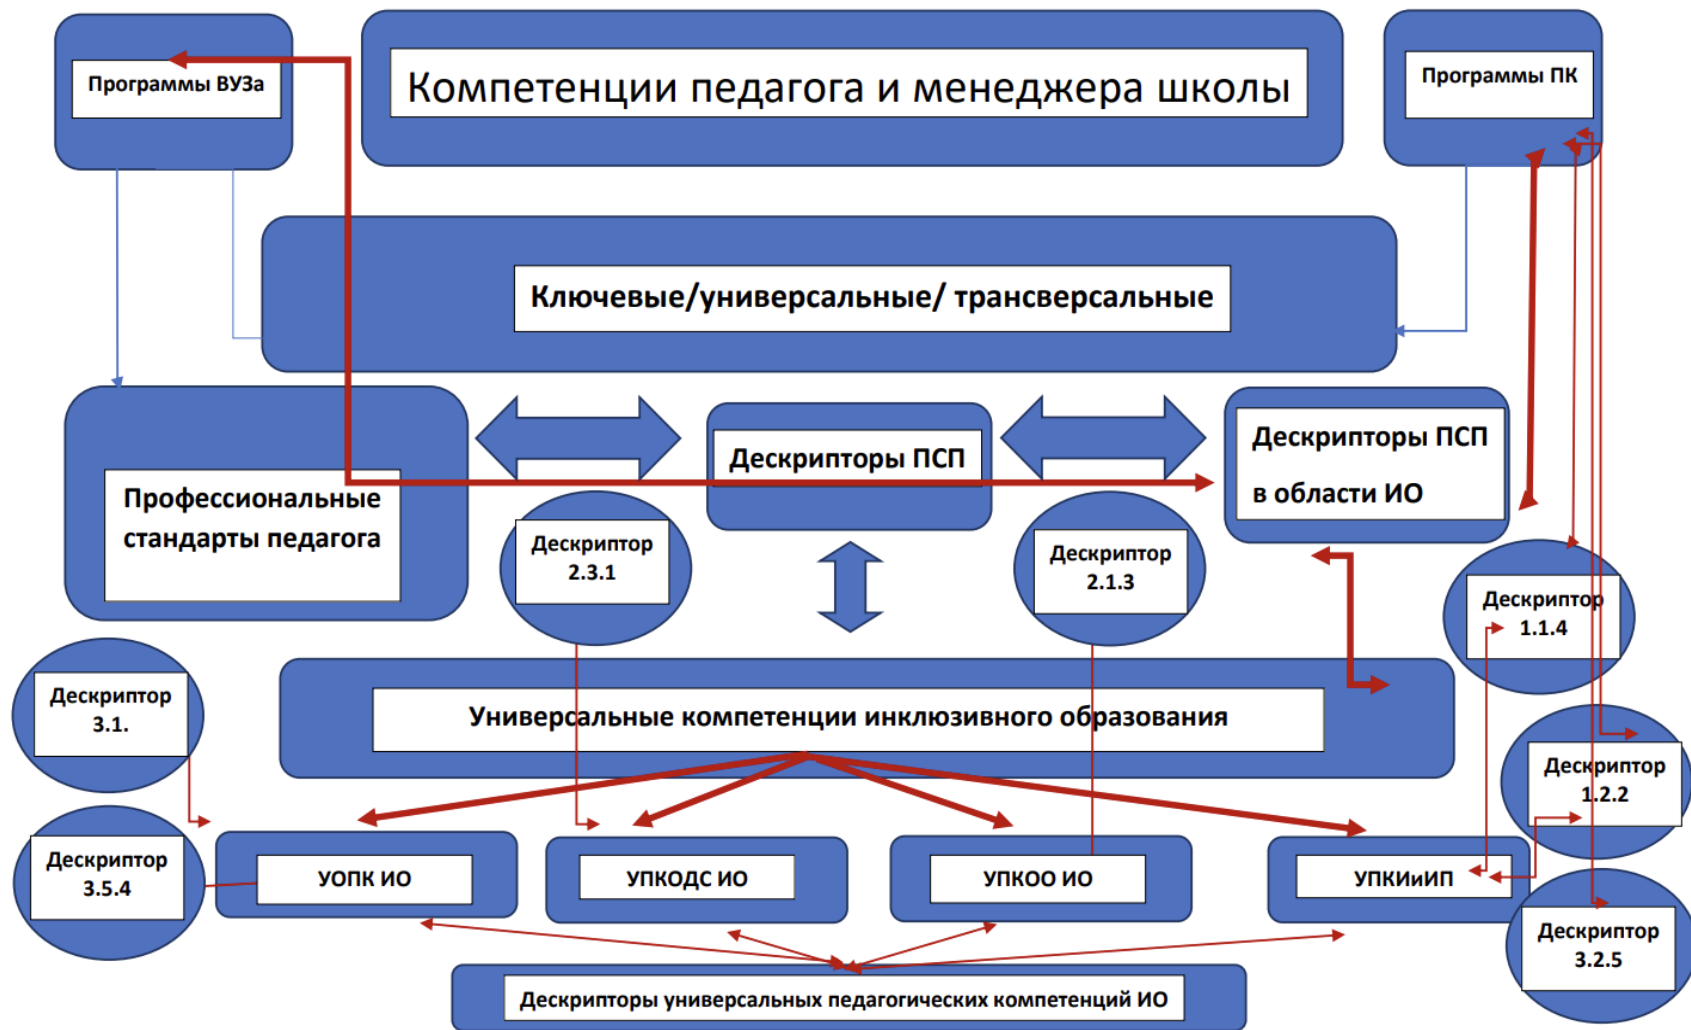 Программы ВУЗа
Компетенции педагога и менеджера школы
Программы ПК
Ключевые/универсальные/ трансверсальные
Профессиональные
стандарты педагога
Дескрипторы ПСП
Дескрипторы ПСП
в области ИО
Дескриптор
2.3.1
Дескриптор
2.1.3
Дескриптор
1.1.4
Дескриптор
3.1.
Универсальные компетенции инклюзивного образования
Дескриптор
1.2.2
Дескриптор
3.5.4
УОПК ИО
УПКОДС ИО
УПКОО ИО
УПКИиИП
Дескриптор
3.2.5
Дескрипторы универсальных педагогических компетенций ИО